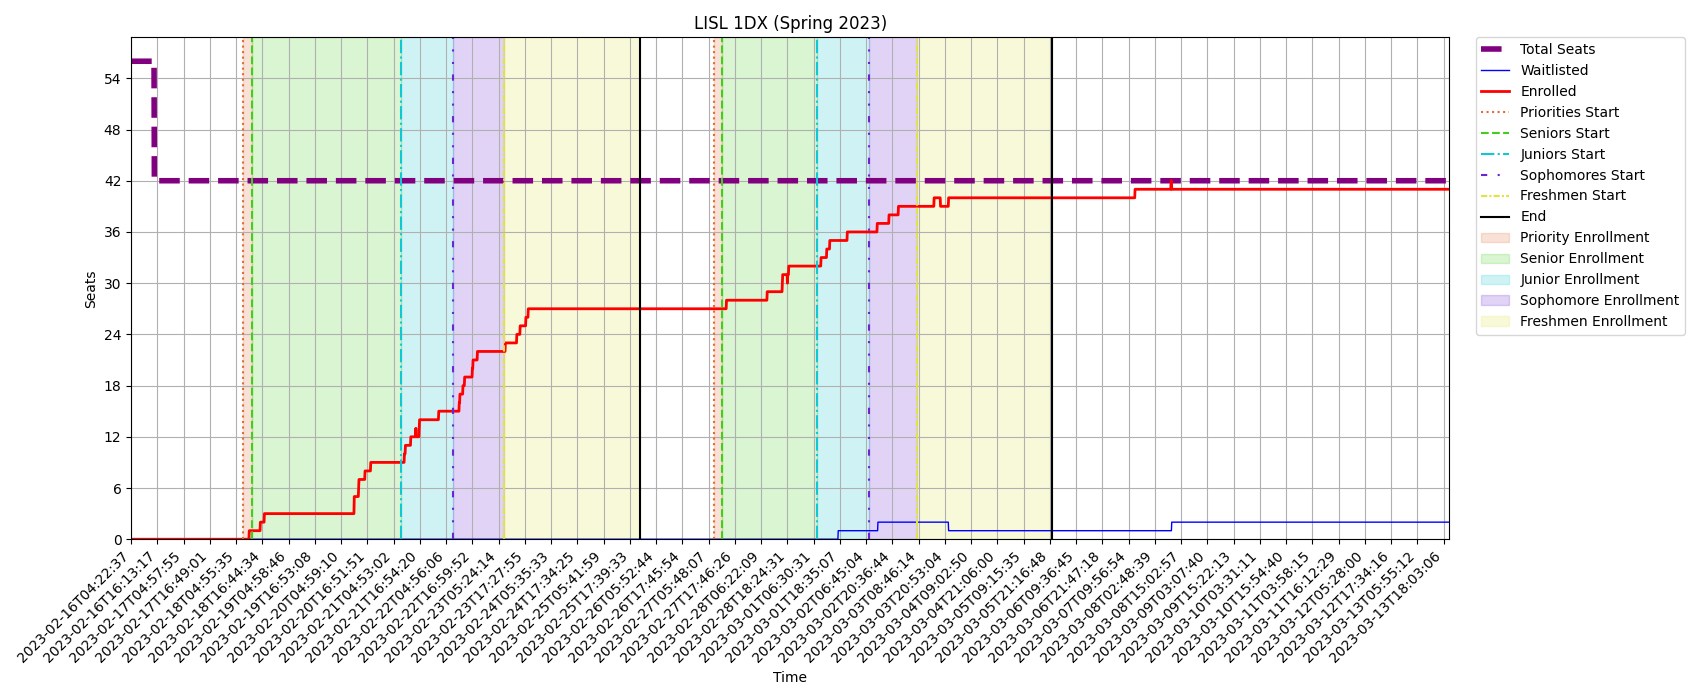 LISL 1DX (Spring 2023)
Total Seats
Waitlisted
Enrolled
Priorities Start
Seniors Start
Juniors Start
Sophomores Start
Freshmen Start
End
Priority Enrollment
Senior Enrollment
Junior Enrollment
Sophomore Enrollment
Freshmen Enrollment
Seats
54
48
42
36
30
24
18
12
6
0
2023-02-16T04:22:37
2023-02-16T16:13:17
2023-02-17T04:57:55
2023-02-17T16:49:01
2023-02-18T04:55:35
2023-02-18T16:44:34
2023-02-19T04:58:46
2023-02-19T16:53:08
2023-02-20T04:59:10
2023-02-20T16:51:51
2023-02-21T04:53:02
2023-02-21T16:54:20
2023-02-22T04:56:06
2023-02-22T16:59:52
2023-02-23T05:24:14
2023-02-23T17:27:55
2023-02-24T05:35:33
2023-02-24T17:34:25
2023-02-25T05:41:59
2023-02-25T17:39:33
2023-02-26T05:52:44
2023-02-26T17:45:54
2023-02-27T05:48:07
2023-02-27T17:46:26
2023-02-28T06:22:09
2023-02-28T18:24:31
2023-03-01T06:30:31
2023-03-01T18:35:07
2023-03-02T06:45:04
2023-03-02T20:36:44
2023-03-03T08:46:14
2023-03-03T20:53:04
2023-03-04T09:02:50
2023-03-04T21:06:00
2023-03-05T09:15:35
2023-03-05T21:16:48
2023-03-06T09:36:45
2023-03-06T21:47:18
2023-03-07T09:56:54
2023-03-08T02:48:39
2023-03-08T15:02:57
2023-03-09T03:07:40
2023-03-09T15:22:13
2023-03-10T03:31:11
2023-03-10T15:54:40
2023-03-11T03:58:15
2023-03-11T16:12:29
2023-03-12T05:28:00
2023-03-12T17:34:16
2023-03-13T05:55:12
2023-03-13T18:03:06
Time